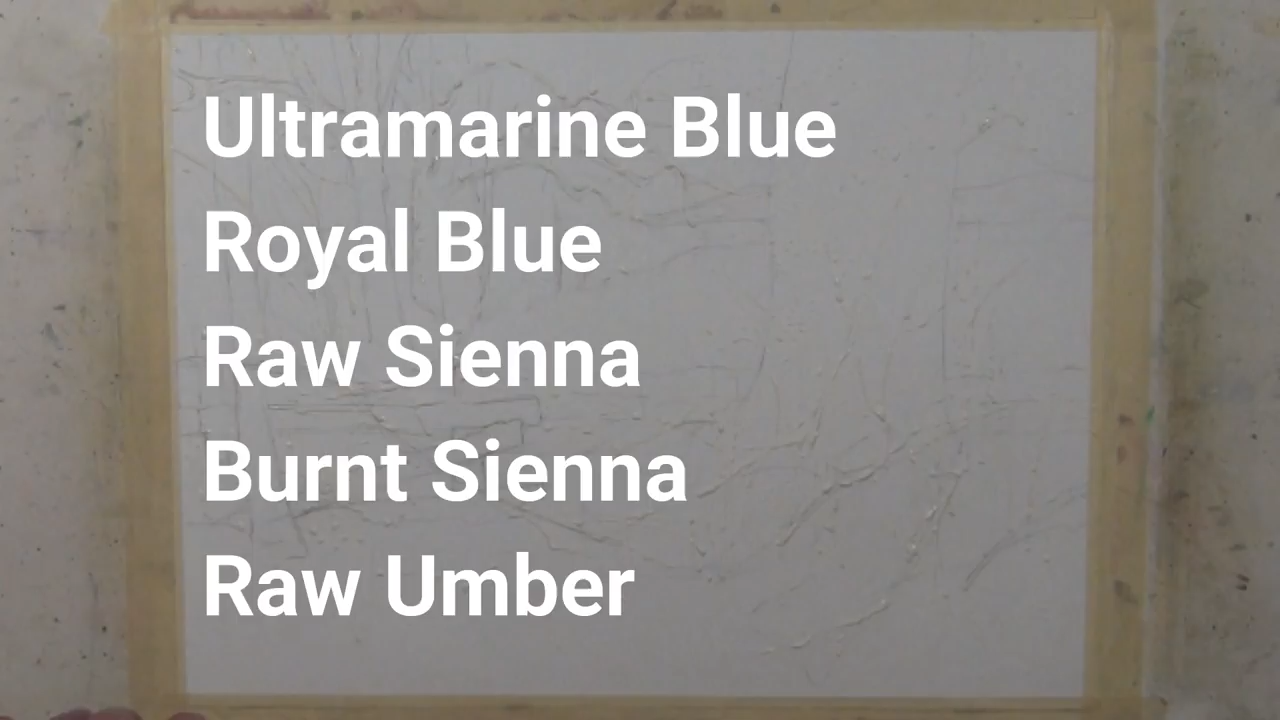 Ultramarine Blue
Royal Blue
Raw Sienna
Burnt Sienna
Raw Umber